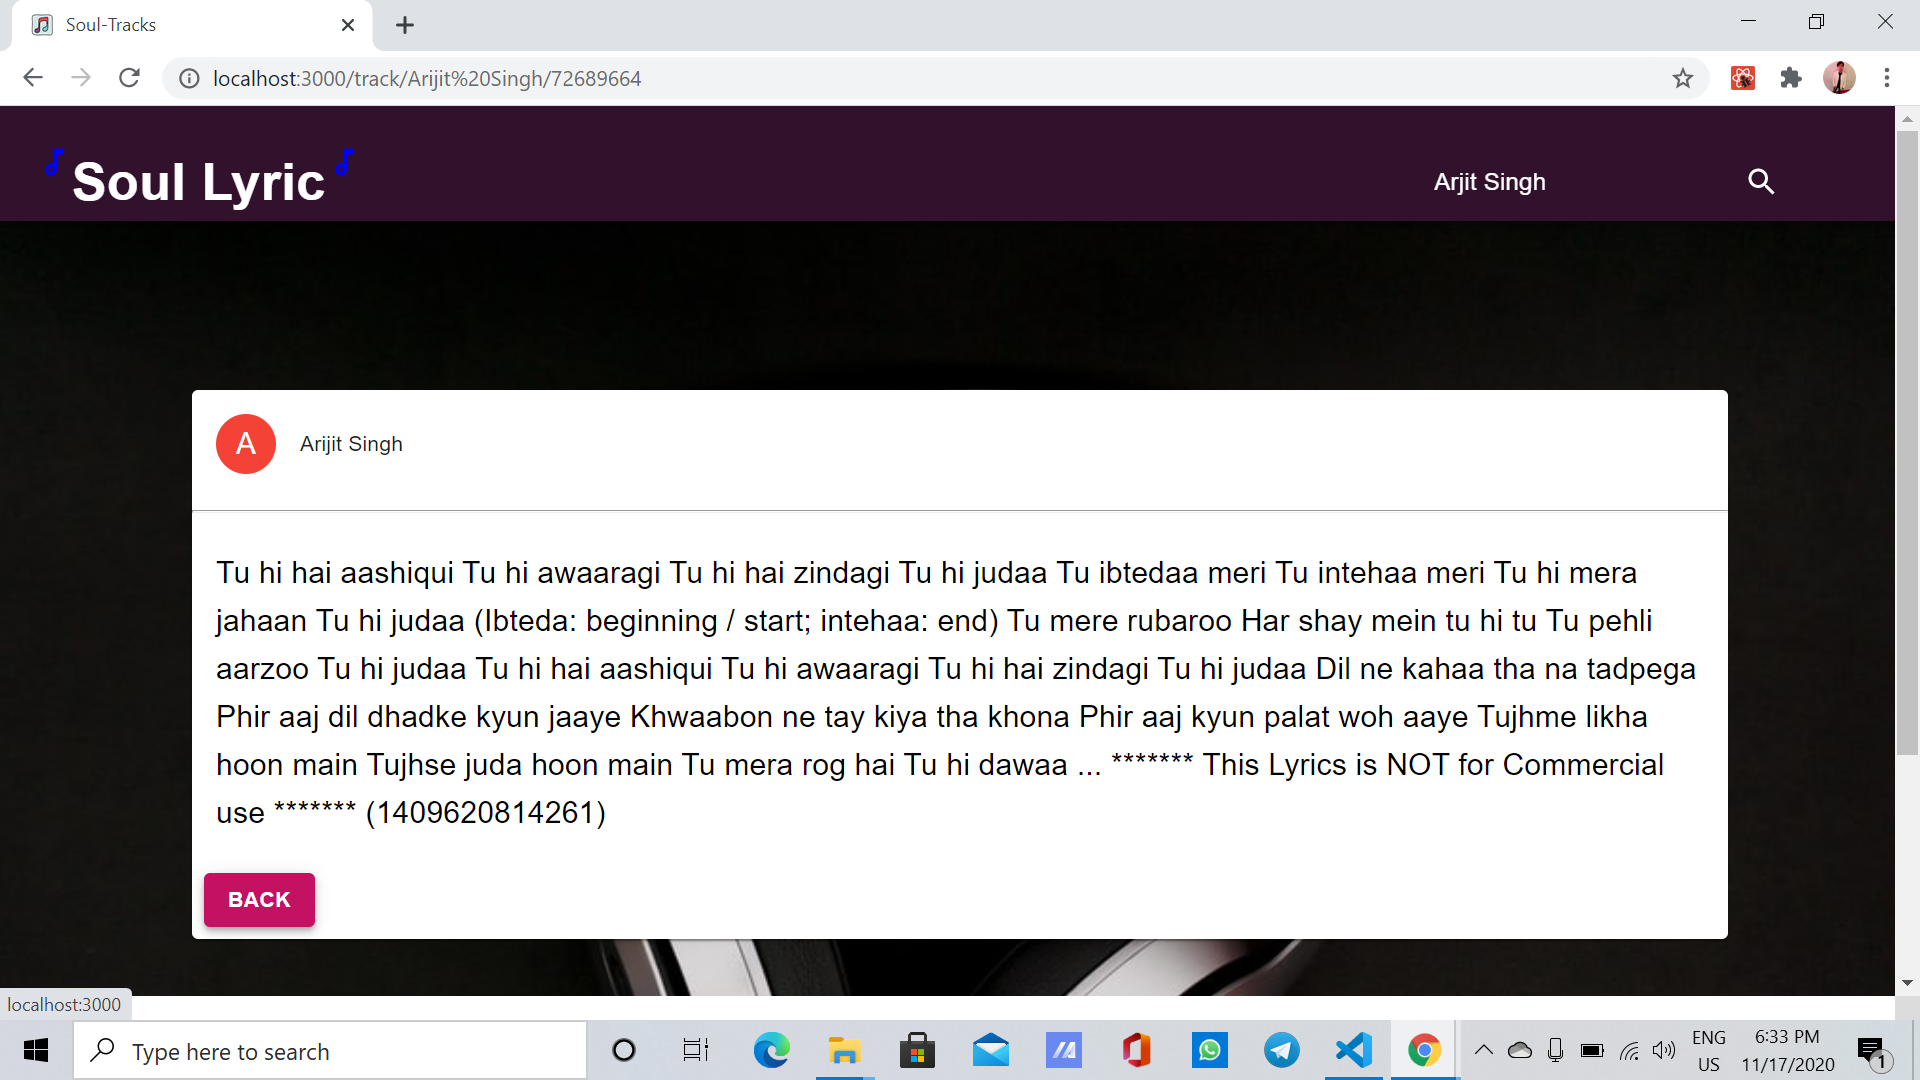 Soul-Tracks
localhost:3000/track/Arijit%20Singh/72689664
Soul Lyric
Arjit Singh
A
Arijit Singh
Tu hi hai aashiqui Tu hi awaaragi Tu hi hai zindagi Tu hi judaa Tu ibtedaa meri Tu intehaa meri Tu hi mera
jahaan Tu hi judaa (Ibteda: beginning / start; intehaa: end) Tu mere rubaroo Har shay mein tu hi tu Tu pehli
aarzoo Tu hi judaa Tu hi hai aashiqui Tu hi awaaragi Tu hi hai zindagi Tu hi judaa Dil ne kahaa tha na tadpega
Phir aaj dil dhadke kyun jaaye Khwaabon ne tay kiya tha khona Phir aaj kyun palat woh aaye Tujhme likha
hoon main Tujhse juda hoon main Tu mera rog hai Tu hi dawaa ... ******* This Lyrics is NOT for Commercial
use ******* (1409620814261)
BACK
localhost:3000
Type here to search
ENG
US
6:33 PM
11/17/2020
1